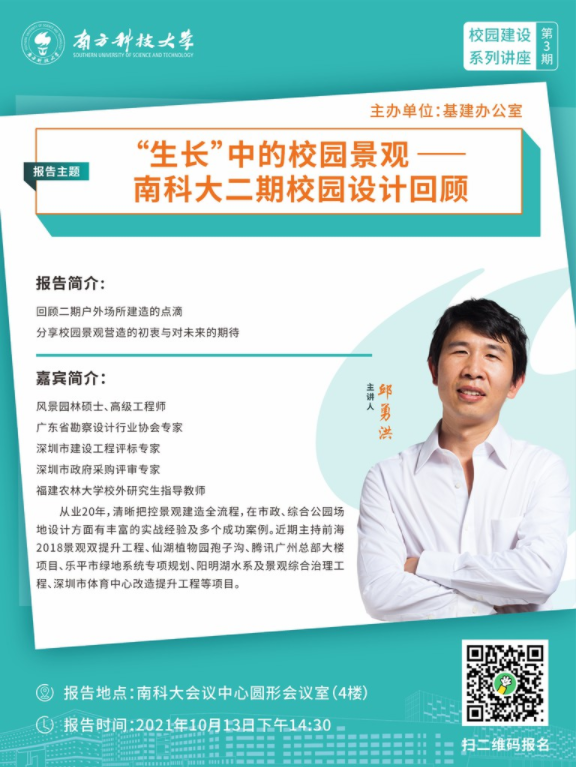 南方科技大学
SOUTHERN UNIVERSITY OF SCIENCE AND TECHNOLOGY
校园建设
系列讲座
第3期
主办单位：基建办公室
报告主题
“生长”中的校园景观 ——
南科大二期校园设计回顾
报告简介：
回顾二期户外场所建造的点滴
分享校园景观营造的初衷与对未来的期待
嘉宾简介：
风景园林硕士、高级工程师
广东省勘察设计行业协会专家
深圳市建设工程评标专家
深圳市政府采购评审专家
福建农林大学校外研究生指导教师
从业20年，清晰把控景观建造全流程，在市政、综合公园场
地设计方面有丰富的实战经验及多个成功案例。近期主持前海
2018景观双提升工程、仙湖植物园孢子沟、腾讯广州总部大楼
项目、乐平市绿地系统专项规划、阳明湖水系及景观综合治理工
程、深圳市体育中心改造提升工程等项目。
主讲人
邱勇洪
报告地点：南科大会议中心圆形会议室（4楼）
报告时间：2021年10月13日下午14:30
扫二维码报名